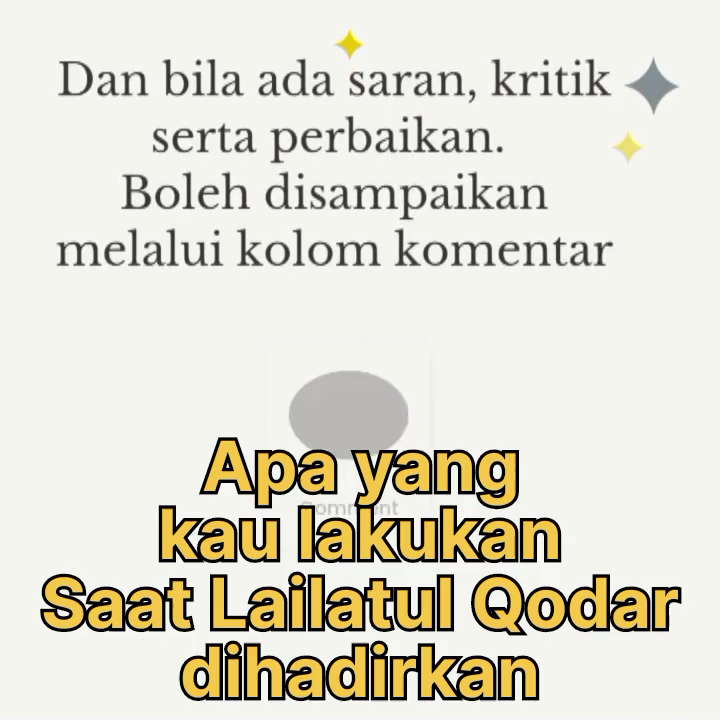 Dan bila ada saran, kritik
serta perbaikan.
Boleh disampaikan
melalui kolom komentar
Comment
Apa yang
kau lakukan
Saat Lailatul Qodar
dihadirkan